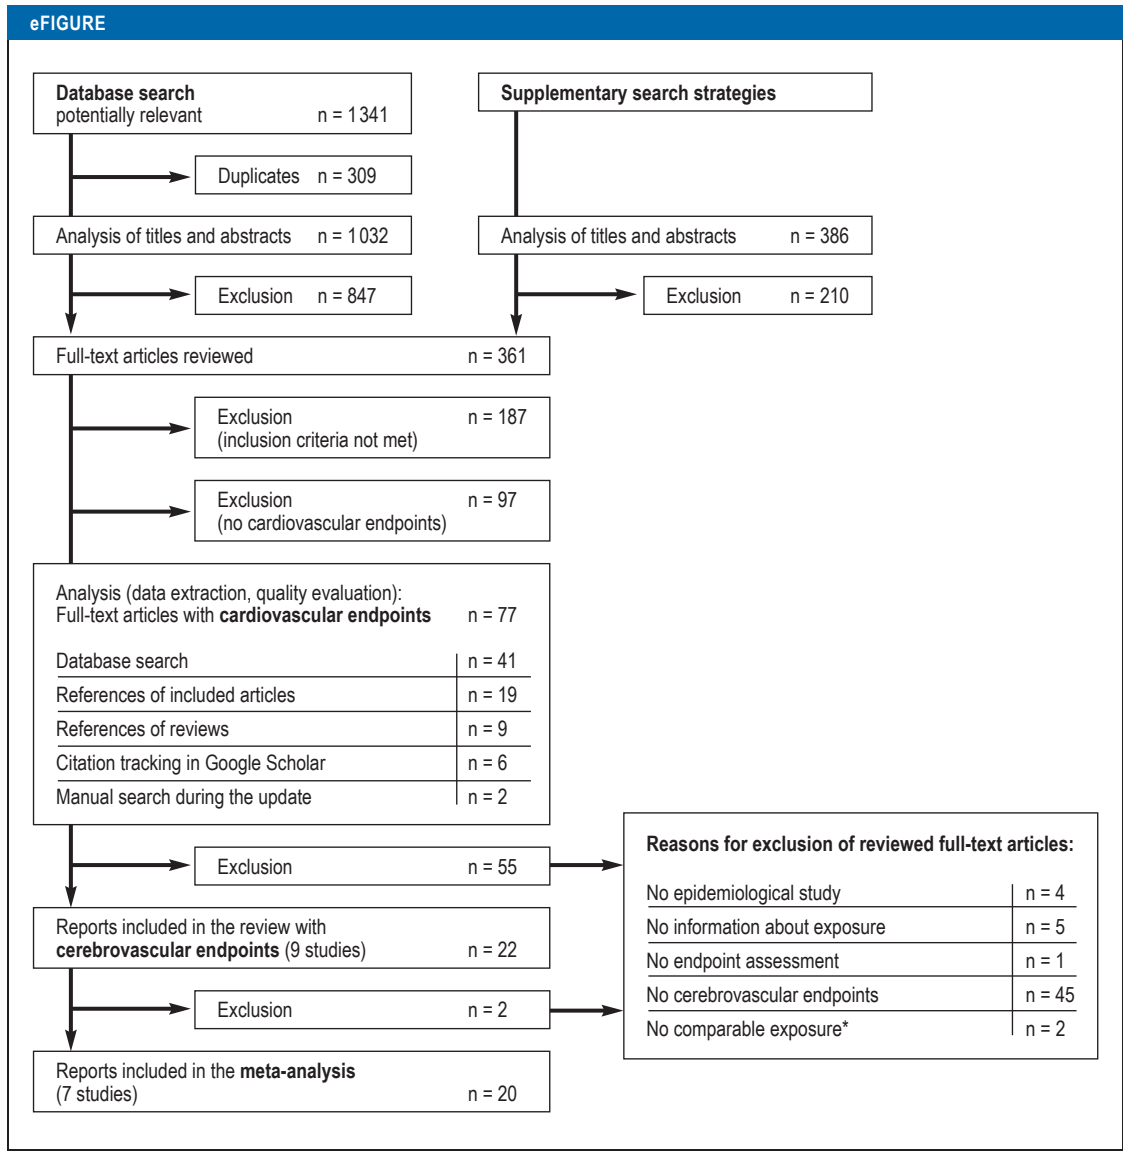 eFIGURE
Database search
potentially relevant n = 1341
Supplementary search strategies
Duplicates n = 309
Analysis of titles and abstracts n = 1032
Analysis of titles and abstracts n = 386
Exclusion n = 847
Exclusion n = 210
Full-text articles reviewed n = 361
Exclusion n = 187
(inclusion criteria not met)
Exclusion n = 97
(no cardiovascular endpoints)
Analysis (data extraction, quality evaluation):
Full-text articles with cardiovascular endpoints n = 77
Database search n = 41
References of included articles n = 19
References of reviews n = 9
Citation tracking in Google Scholar n = 6
Manual search during the update n = 2
Exclusion n = 55
Reasons for exclusion of reviewed full-text articles:
No epidemiological study n = 4
No information about exposure n = 5
No endpoint assessment n = 1
No cerebrovascular endpoints n = 45
No comparable exposure* n = 2
Reports included in the review with
cerebrovascular endpoints (9 studies) n = 22
Exclusion n = 2
Reports included in the meta-analysis
(7 studies) n = 20